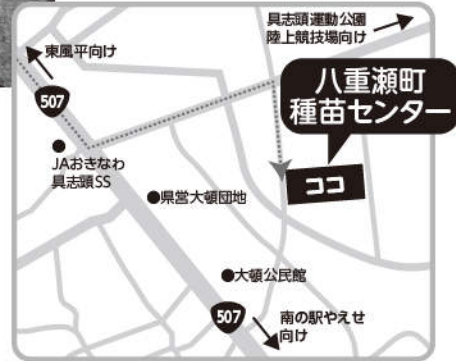 具志頭運動公園
陸上競技場向け
東風平向け
507
八重瀬町
種苗センター
JAおきなわ
具志頭SS
ココ
県営大頓団地
大頓公民館
507
南の駅やえせ
向け